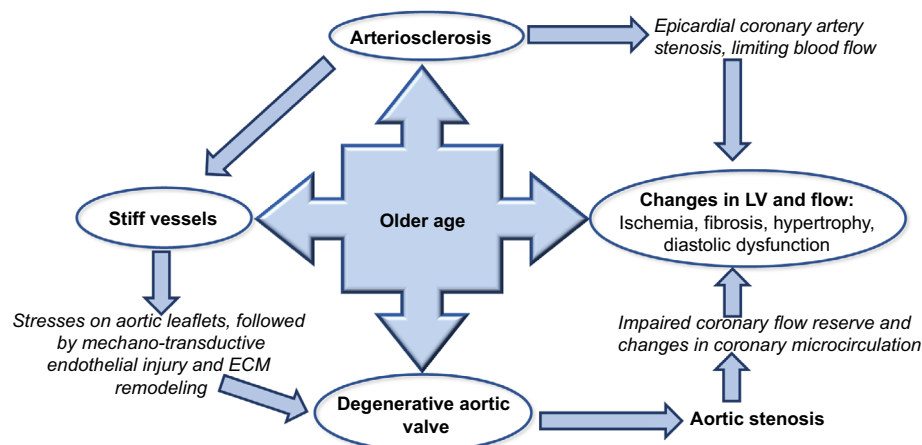 Arteriosclerosis
Epicardial coronary artery
stenosis, limiting blood flow
Stiff vessels
Older age
Changes in LV and flow:
Ischemia, fibrosis, hypertrophy,
diastolic dysfunction
Stresses on aortic leaflets, followed
by mechano-transductive
endothelial injury and ECM
remodeling
Impaired coronary flow reserve and
changes in coronary microcirculation
Degenerative aortic
valve
Aortic stenosis